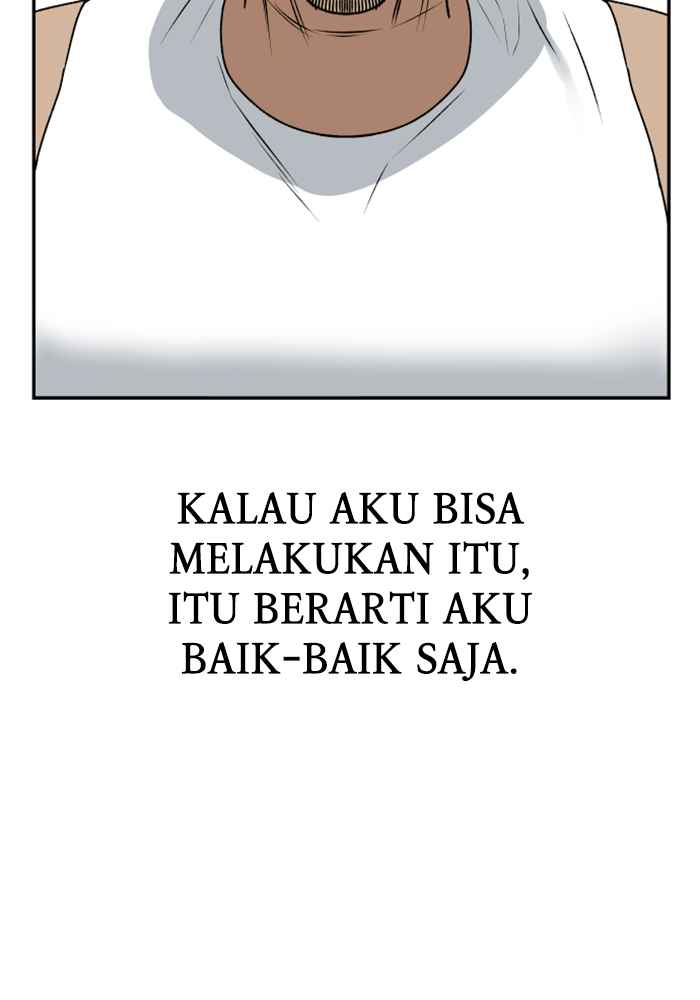 KALAU AKU BISA
MELAKUKAN ITU,
ITU BERARTI AKU
BAIK-BAIK SAJA.